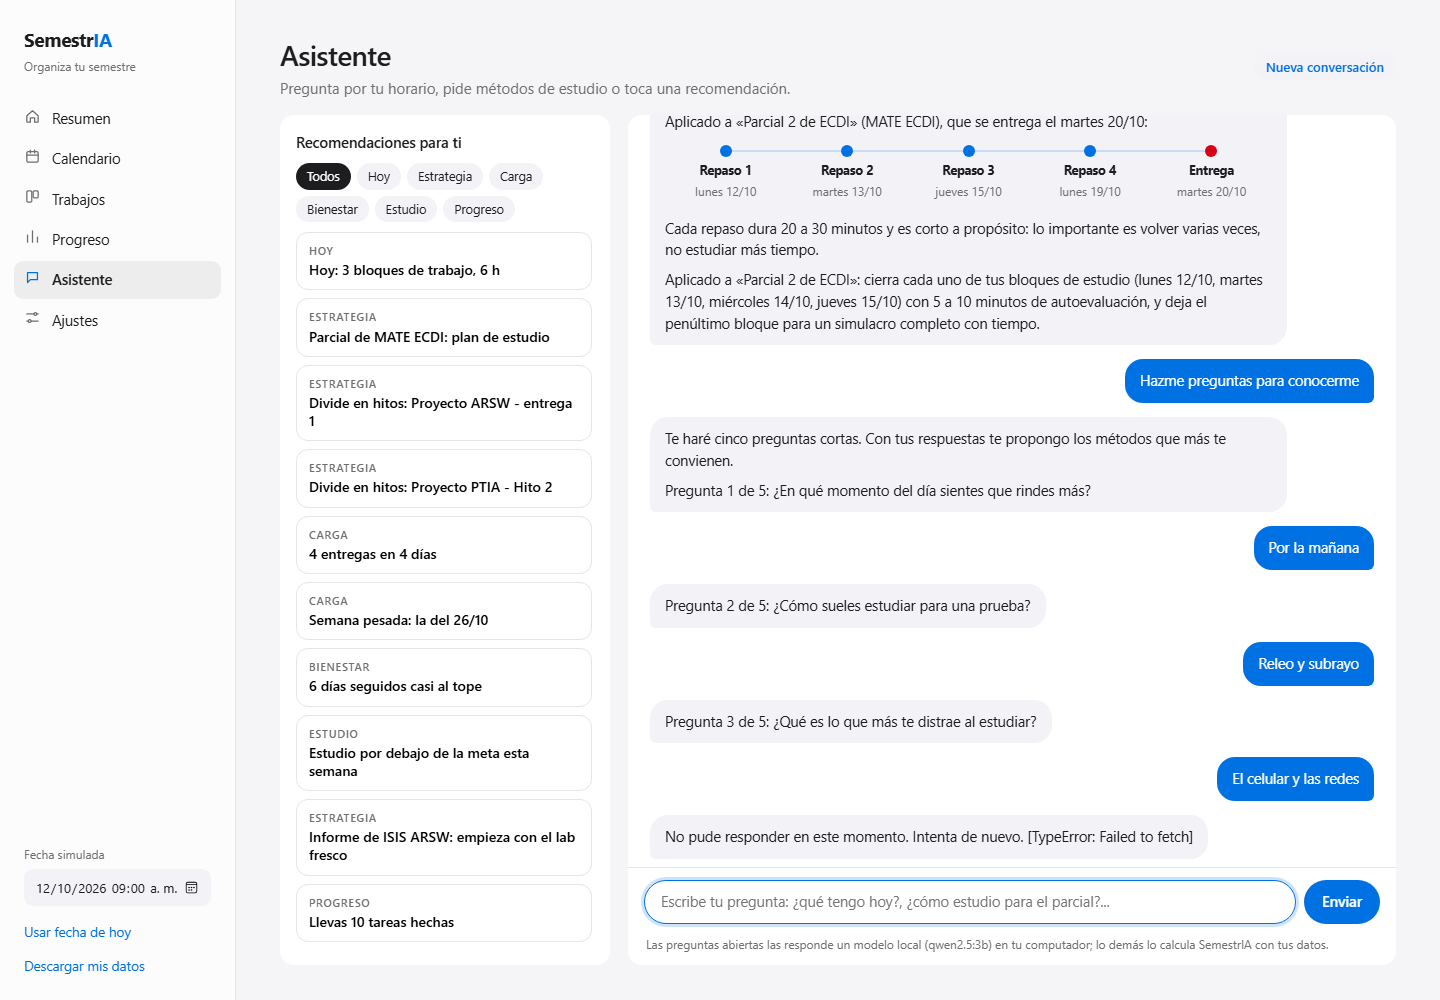 SemestrIA
Organiza tu semestre
Resumen
Calendario
Trabajos
Progreso
Asistente
Ajustes
Fecha simulada
12/10/2026 09:00 a. m.
Usar fecha de hoy
Descargar mis datos
Asistente
Pregunta por tu horario, pide métodos de estudio o toca una recomendación.
Nueva conversación
Recomendaciones para ti
Todos Hoy Estrategia Carga
Bienestar Estudio Progreso
HOY
Hoy: 3 bloques de trabajo, 6 h
ESTRATEGIA
Parcial de MATE ECDI: plan de estudio
ESTRATEGIA
Divide en hitos: Proyecto ARSW - entrega
1
ESTRATEGIA
Divide en hitos: Proyecto PTIA - Hito 2
CARGA
4 entregas en 4 días
CARGA
Semana pesada: la del 26/10
BIENESTAR
6 días seguidos casi al tope
ESTUDIO
Estudio por debajo de la meta esta
semana
ESTRATEGIA
Informe de ISIS ARSW: empieza con el lab
fresco
PROGRESO
Llevas 10 tareas hechas
Aplicado a «Parcial 2 de ECDI» (MATE ECDI), que se entrega el martes 20/10:
Repaso 1 Repaso 2 Repaso 3 Repaso 4 Entrega
lunes 12/10 martes 13/10 jueves 15/10 lunes 19/10 martes 20/10
Cada repaso dura 20 a 30 minutos y es corto a propósito: lo importante es volver varias veces,
no estudiar más tiempo.
Aplicado a «Parcial 2 de ECDI»: cierra cada uno de tus bloques de estudio (lunes 12/10, martes
13/10, miércoles 14/10, jueves 15/10) con 5 a 10 minutos de autoevaluación, y deja el
penúltimo bloque para un simulacro completo con tiempo.
Hazme preguntas para conocerme
Te haré cinco preguntas cortas. Con tus respuestas te propongo los métodos que más te
convienen.
Pregunta 1 de 5: ¿En qué momento del día sientes que rindes más?
Por la mañana
Pregunta 2 de 5: ¿Cómo sueles estudiar para una prueba?
Releo y subrayo
Pregunta 3 de 5: ¿Qué es lo que más te distrae al estudiar?
El celular y las redes
No pude responder en este momento. Intenta de nuevo. [TypeError: Failed to fetch]
Escribe tu pregunta: ¿qué tengo hoy?, ¿cómo estudio para el parcial?...
Enviar
Las preguntas abiertas las responde un modelo local (qwen2.5:3b) en tu computador; lo demás lo calcula SemestrIA con tus datos.